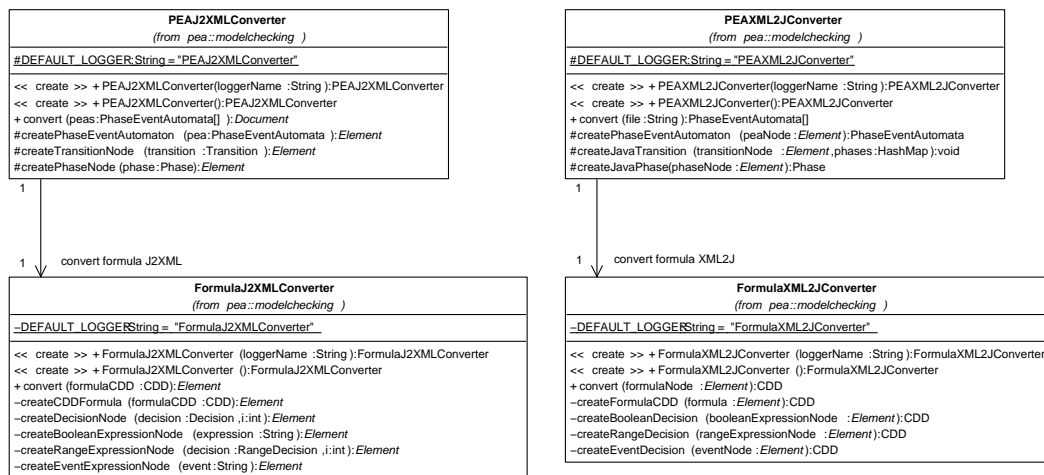 PEAJ2XMLConverter
(from pea::modelchecking )
#DEFAULT_LOGGER:String = "PEAJ2XMLConverter"
<< create >> + PEAJ2XMLConverter(loggerName :String ):PEAJ2XMLConverter
<< create >> + PEAJ2XMLConverter():PEAJ2XMLConverter
+ convert (peas:PhaseEventAutomata[] ):Document
#createPhaseEventAutomaton (pea:PhaseEventAutomata ):Element
#createTransitionNode (transition :Transition ):Element
#createPhaseNode (phase:Phase):Element
1
1
convert formula J2XML
FormulaJ2XMLConverter
(from pea::modelchecking )
–DEFAULT_LOGGER:String = "FormulaJ2XMLConverter"
<< create >> + FormulaJ2XMLConverter (loggerName :String ):FormulaJ2XMLConverter
<< create >> + FormulaJ2XMLConverter ():FormulaJ2XMLConverter
+ convert (formulaCDD :CDD):Element
–createCDDFormula (formulaCDD :CDD):Element
–createDecisionNode (decision :Decision ,i:int ):Element
–createBooleanExpressionNode (expression :String ):Element
–createRangeExpressionNode (decision :RangeDecision ,i:int ):Element
–createEventExpressionNode (event :String ):Element
PEAXML2JConverter
(from pea::modelchecking )
#DEFAULT_LOGGER:String = "PEAXML2JConverter"
<< create >> + PEAXML2JConverter(loggerName :String ):PEAXML2JConverter
<< create >> + PEAXML2JConverter():PEAXML2JConverter
+ convert (file :String ):PhaseEventAutomata[]
#createPhaseEventAutomaton (peaNode :Element):PhaseEventAutomata
#createJavaTransition (transitionNode :Element ,phases:HashMap):void
#createJavaPhase(phaseNode :Element):Phase
1
1
convert formula XML2J
FormulaXML2JConverter
(from pea::modelchecking )
–DEFAULT_LOGGER:String = "FormulaXML2JConverter"
<< create >> + FormulaXML2JConverter (loggerName :String ):FormulaXML2JConverter
<< create >> + FormulaXML2JConverter ():FormulaXML2JConverter
+ convert (formulaNode :Element):CDD
–createFormulaCDD (formula :Element):CDD
–createBooleanDecision (booleanExpressionNode :Element):CDD
–createRangeDecision (rangeExpressionNode :Element):CDD
–createEventDecision (eventNode :Element):CDD